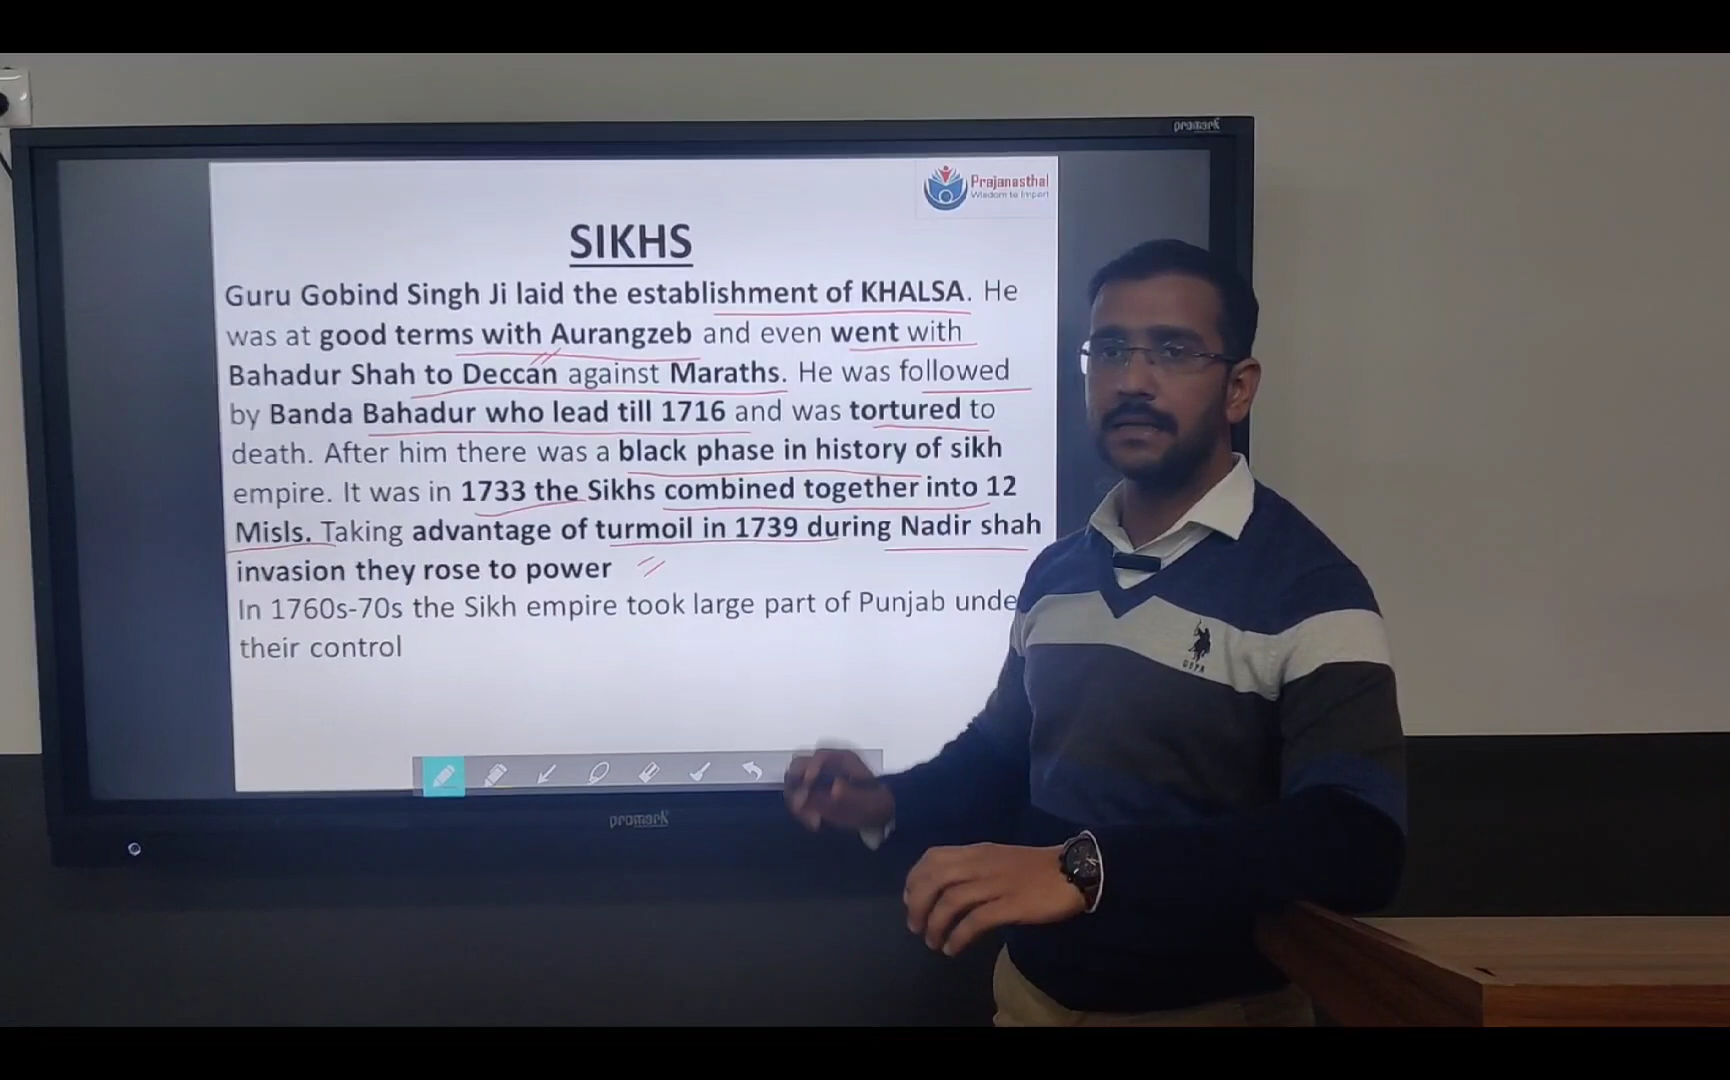 promark
Prajanasthal
Wisdom to Impart
SIKHS
Guru Gobind Singh Ji laid the establishment of KHALSA. He
was at good terms with Aurangzeb and even went with
Bahadur Shah to Deccan against Maraths. He was followed
by Banda Bahadur who lead till 1716 and was tortured to
death. After him there was a black phase in history of sikh
empire. It was in 1733 the Sikhs combined together into 12
Misls. Taking advantage of turmoil in 1739 during Nadir shah
invasion they rose to power
In 1760s-70s the Sikh empire took large part of Punjab unde
their control
promark
USPA